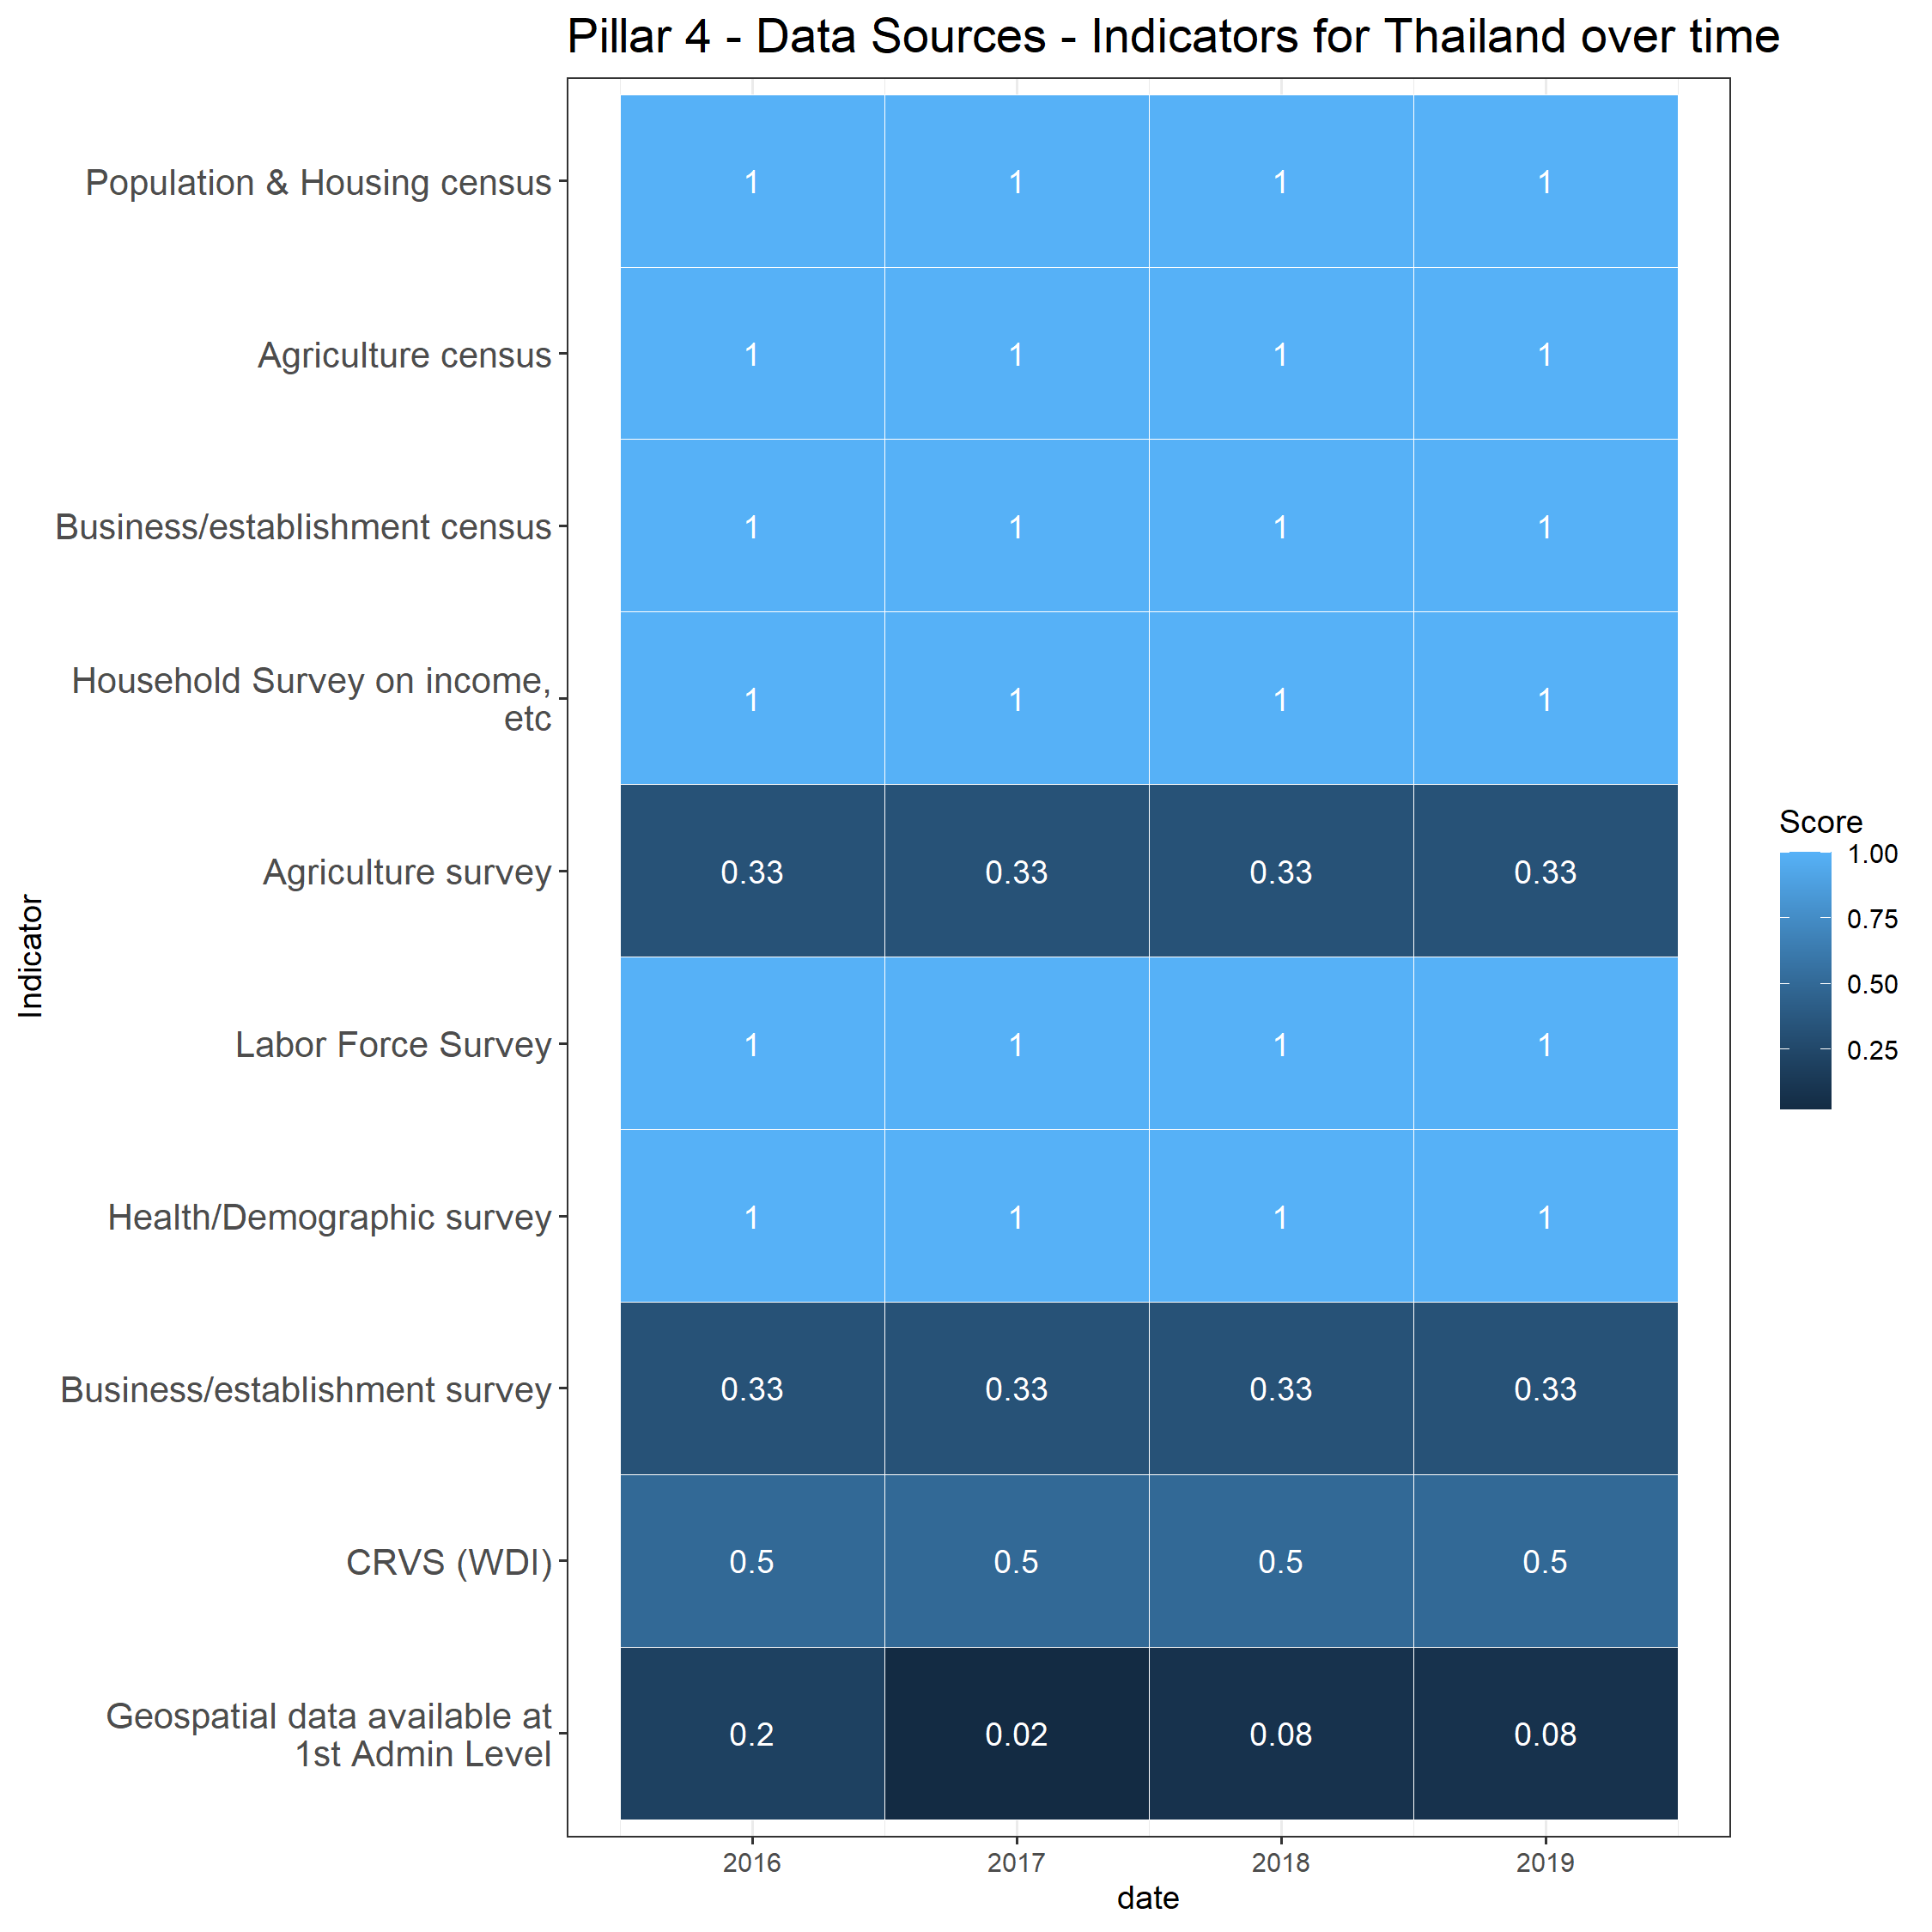 Pillar 4 - Data Sources - Indicators for Thailand over time
Population & Housing census
1 1 1 1
Agriculture census
1 1 1 1
Business/establishment census
1 1 1 1
Household Survey on income,
etc
1 1 1 1
Agriculture survey
0.33 0.33 0.33 0.33
Labor Force Survey
1 1 1 1
Health/Demographic survey
1 1 1 1
Business/establishment survey
0.33 0.33 0.33 0.33
CRVS (WDI)
0.5 0.5 0.5 0.5
Geospatial data available at
1st Admin Level
0.2 0.02 0.08 0.08
2016 2017 2018 2019
date
Indicator
Score
1.00
0.75
0.50
0.25